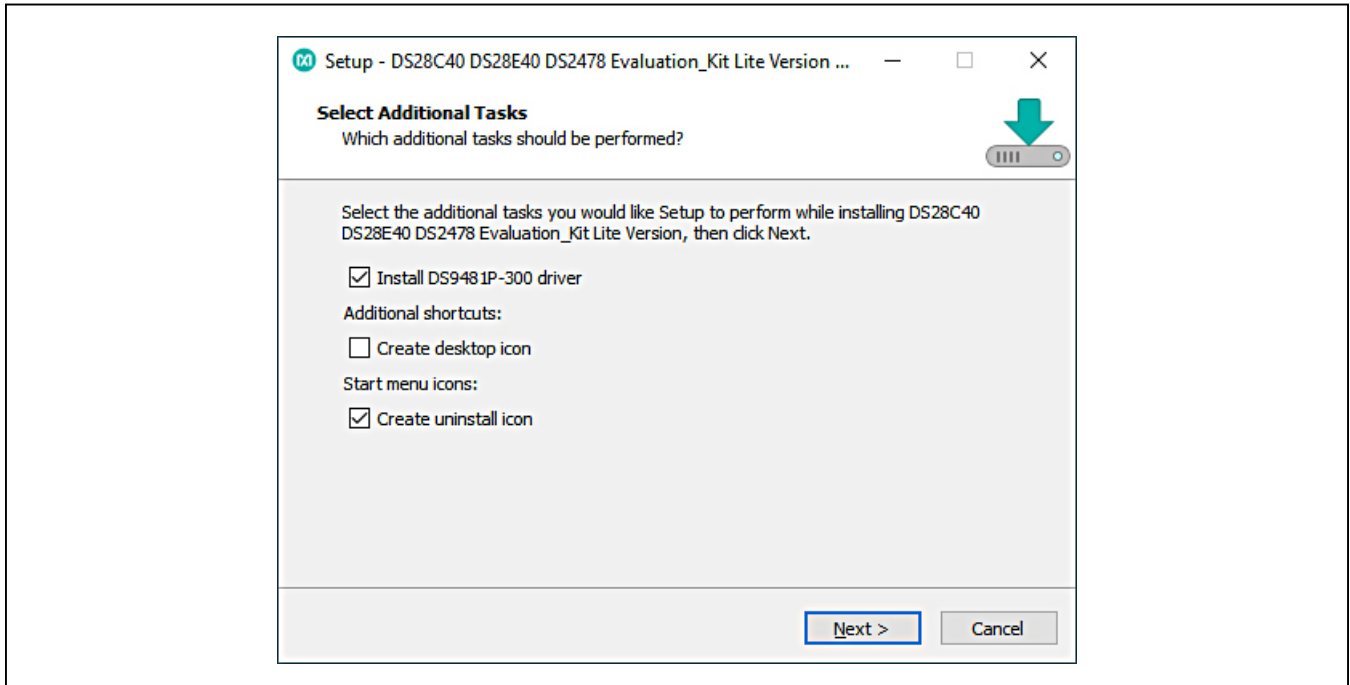 Setup - DS28C40 DS28E40 DS2478 Evaluation_Kit Lite Version ...
Select Additional Tasks
Which additional tasks should be performed?
Select the additional tasks you would like Setup to perform while installing DS28C40
DS28E40 DS2478 Evaluation_Kit Lite Version, then click Next.
Install DS9481P-300 driver
Additional shortcuts:
Create desktop icon
Start menu icons:
Create uninstall icon
Next >
Cancel